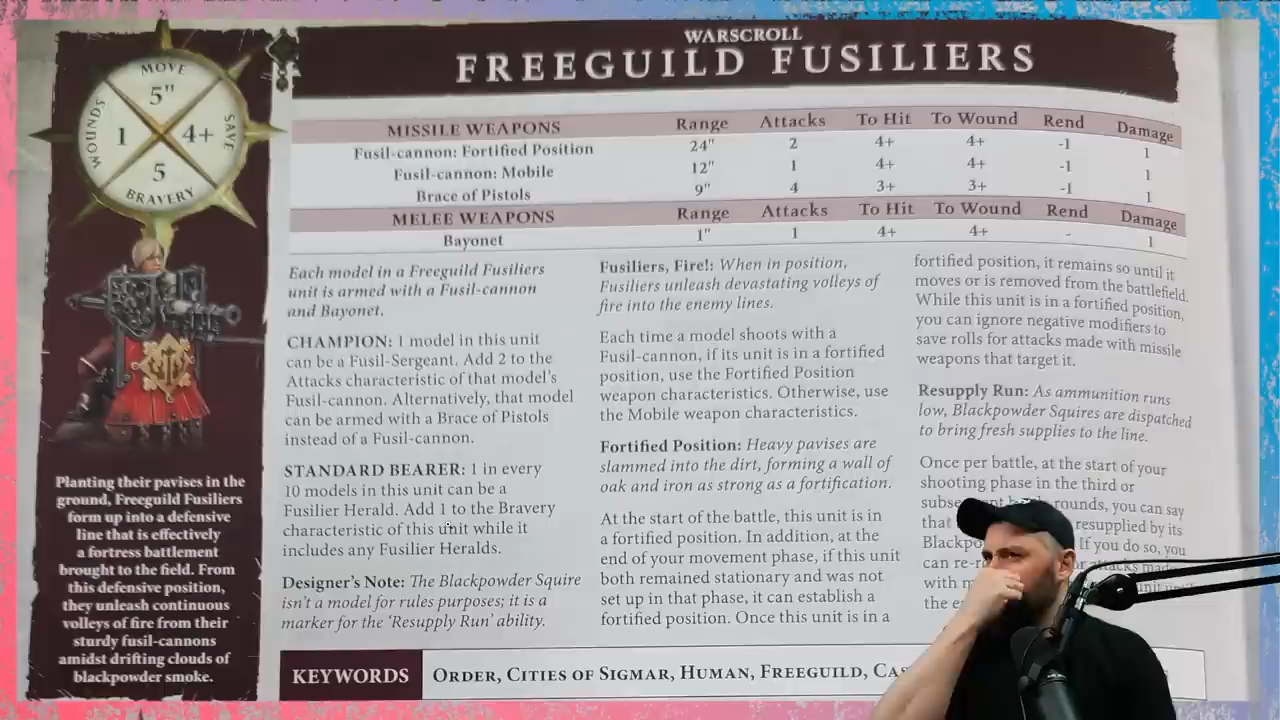 WARSCROLL
FREEGUILD FUSILIERS
MOVE
5"
WOUNDS
1
4+
SAVE
5
BRAVERY
MISSILE WEAPONS Range Attacks To Hit To Wound Rend Damage
Fusil-cannon: Fortified Position 24" 2 4+ 4+ -1 1
Fusil-cannon: Mobile 12" 1 4+ 4+ -1 1
Brace of Pistols 9" 4 3+ 3+ -1 1
MELEE WEAPONS Range Attacks To Hit To Wound Rend Damage
Bayonet 1" 1 4+ 4+ - 1
Planting their pavises in the
ground, Freeguild Fusiliers
form up into a defensive
line that is effectively
a fortress battlement
brought to the field. From
this defensive position,
they unleash continuous
volleys of fire from their
sturdy fusil-cannons
amidst drifting clouds of
blackpowder smoke.
Each model in a Freeguild Fusiliers
unit is armed with a Fusil-cannon
and Bayonet.
CHAMPION: 1 model in this unit
can be a Fusil-Sergeant. Add 2 to the
Attacks characteristic of that model's
Fusil-cannon. Alternatively, that model
can be armed with a Brace of Pistols
instead of a Fusil-cannon.
STANDARD BEARER: 1 in every
10 models in this unit can be a
Fusilier Herald. Add 1 to the Bravery
characteristic of this unit while it
includes any Fusilier Heralds.
Designer's Note: The Blackpowder Squire
isn't a model for rules purposes; it is a
marker for the 'Resupply Run' ability.
Fusiliers, Fire!: When in position,
Fusiliers unleash devastating volleys of
fire into the enemy lines.
Each time a model shoots with a
Fusil-cannon, if its unit is in a fortified
position, use the Fortified Position
weapon characteristics. Otherwise, use
the Mobile weapon characteristics.
Fortified Position: Heavy pavises are
slammed into the dirt, forming a wall of
oak and iron as strong as a fortification.
At the start of the battle, this unit is in
a fortified position. In addition, at the
end of your movement phase, if this unit
both remained stationary and was not
set up in that phase, it can establish a
fortified position. Once this unit is in a
fortified position, it remains so until it
moves or is removed from the battlefield.
While this unit is in a fortified position,
you can ignore negative modifiers to
save rolls for attacks made with missile
weapons that target it.
Resupply Run: As ammunition runs
low, Blackpowder Squires are dispatched
to bring fresh supplies to the line.
Once per battle, at the start of your
shooting phase in the third or
rounds, you can say
that resupplied by its
If you do so, you
can attacks made
with
the
KEYWORDS ORDER, CITIES OF SIGMAR, HUMAN, FREEGUILD,